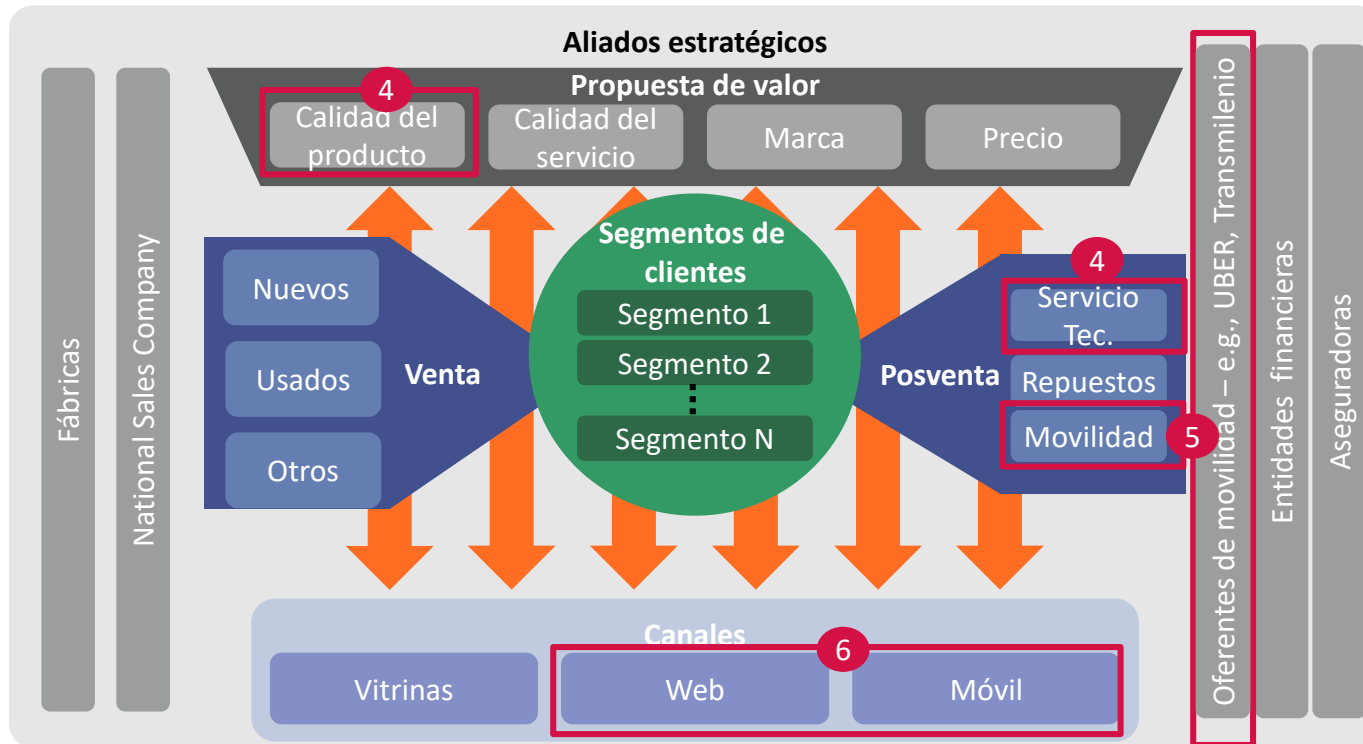 Aliados estratégicos
Propuesta de valor
4
Calidad del
producto
Calidad del
servicio
Marca
Precio
Fábricas
National Sales Company
Nuevos
Usados
Otros
Venta
Segmentos de
clientes
Segmento 1
Segmento 2
Segmento N
Posventa
4
Servicio
Tec.
Repuestos
Movilidad
5
Oferentes de movilidad – e.g., UBER, Transmilenio
Entidades financieras
Aseguradoras
Canales
6
Vitrinas
Web
Móvil